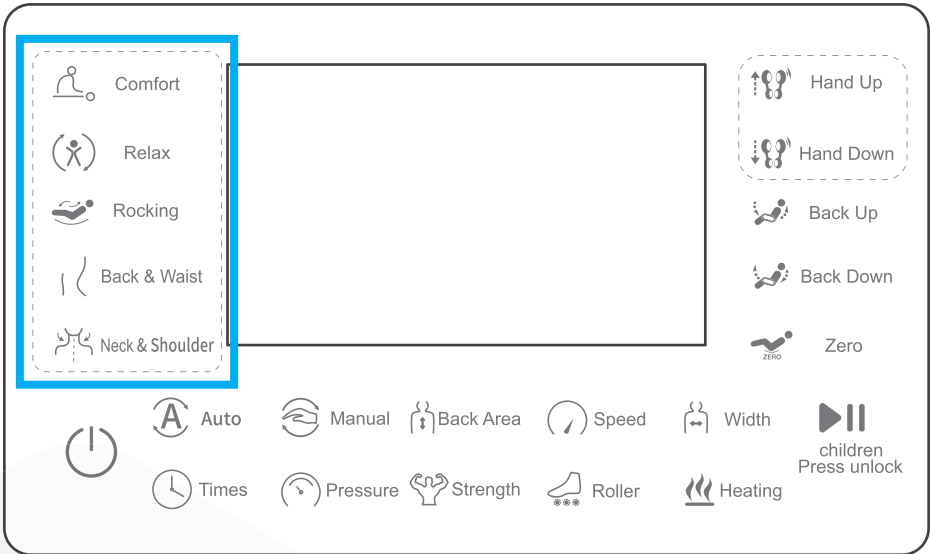 Comfort
Relax
Rocking
Back & Waist
Neck & Shoulder
Hand Up
Hand Down
Back Up
Back Down
ZERO Zero
A Auto
Manual
Back Area
Speed
Width
children
Press unlock
Times
Pressure
Strength
Roller
Heating